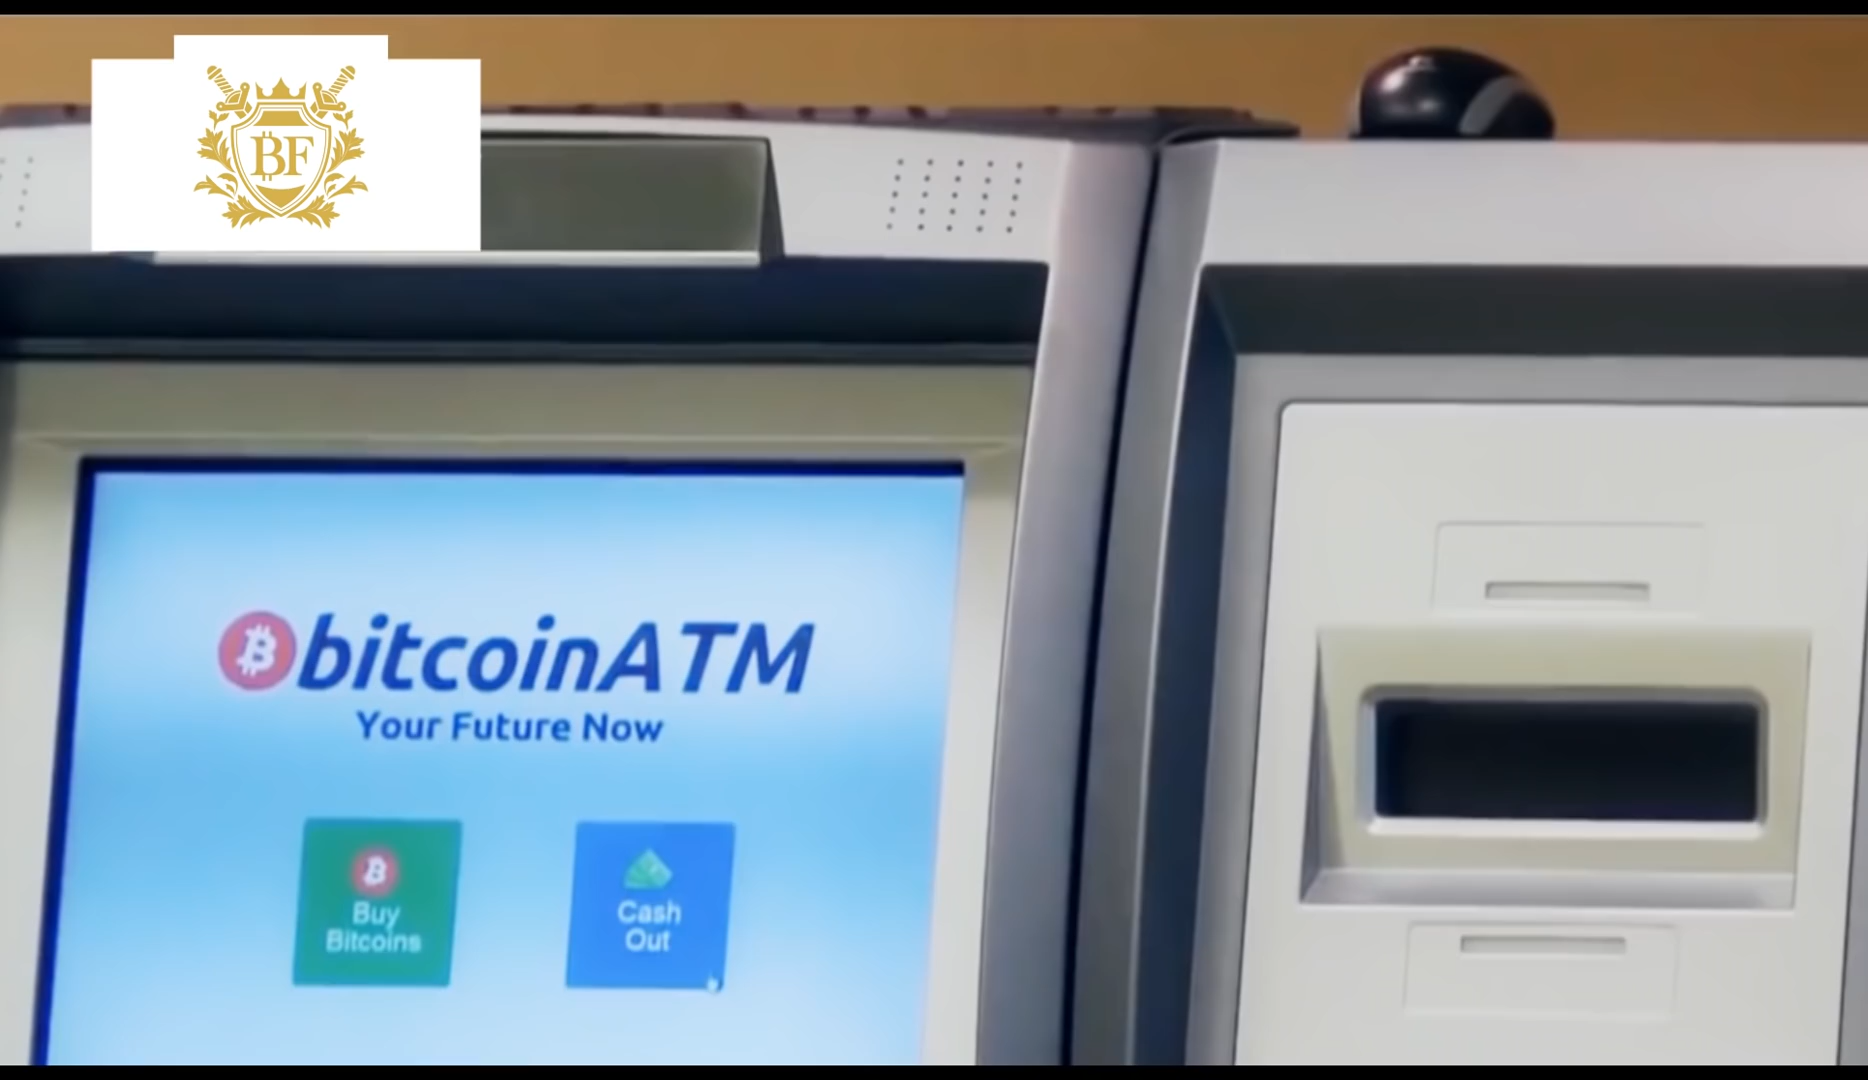 BF
bitcoinATM
Your Future Now
Buy
Bitcoins
Cash
Out